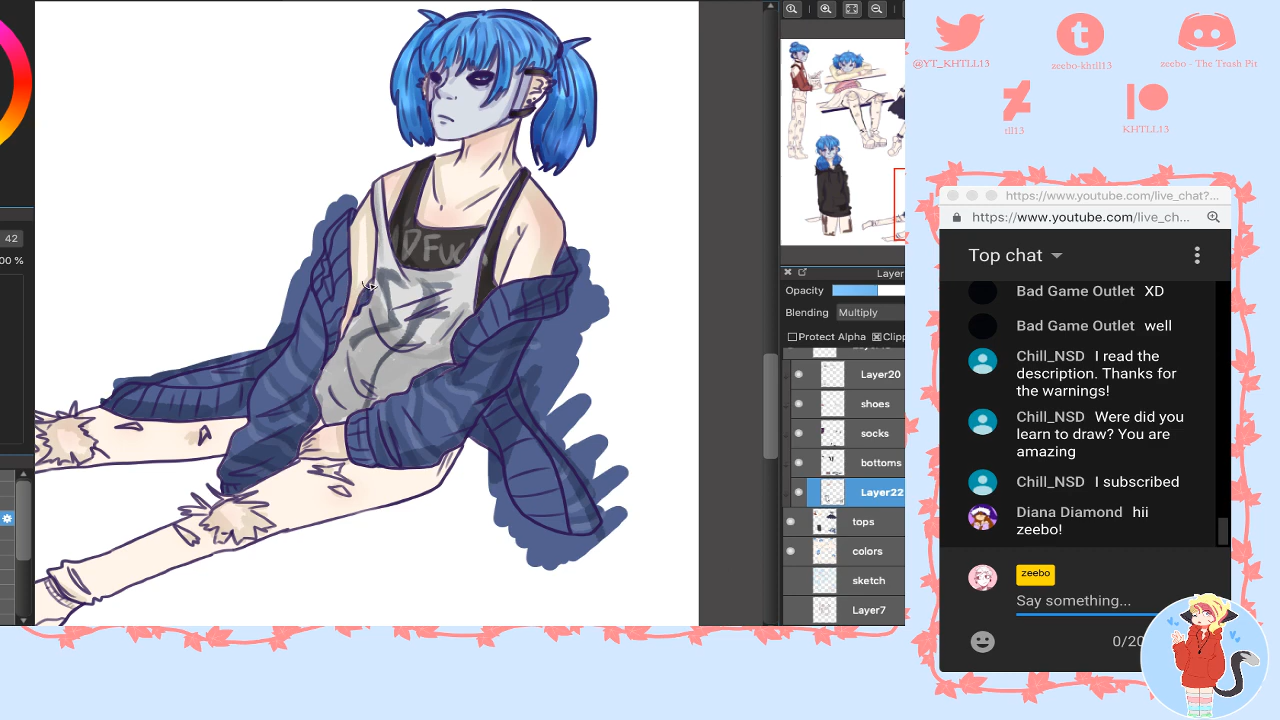 @YT_KHTLL13
zeebo-khtll13
zeebo - The Trash Pit
tll13
KHTLL13
https://www.youtube.com/live_chat?...
https://www.youtube.com/live_ch...
Top chat
Bad Game Outlet XD
Bad Game Outlet well
Chill_NSD I read the
description. Thanks for
the warnings!
Chill_NSD Were did you
learn to draw? You are
amazing
Chill_NSD I subscribed
Diana Diamond hii
zeebo!
zeebo
Say something...
0/20
42
00 %
Layer
Opacity
Blending Multiply
Protect Alpha Clipp
Layer20
shoes
socks
bottoms
Layer22
tops
colors
sketch
Layer7